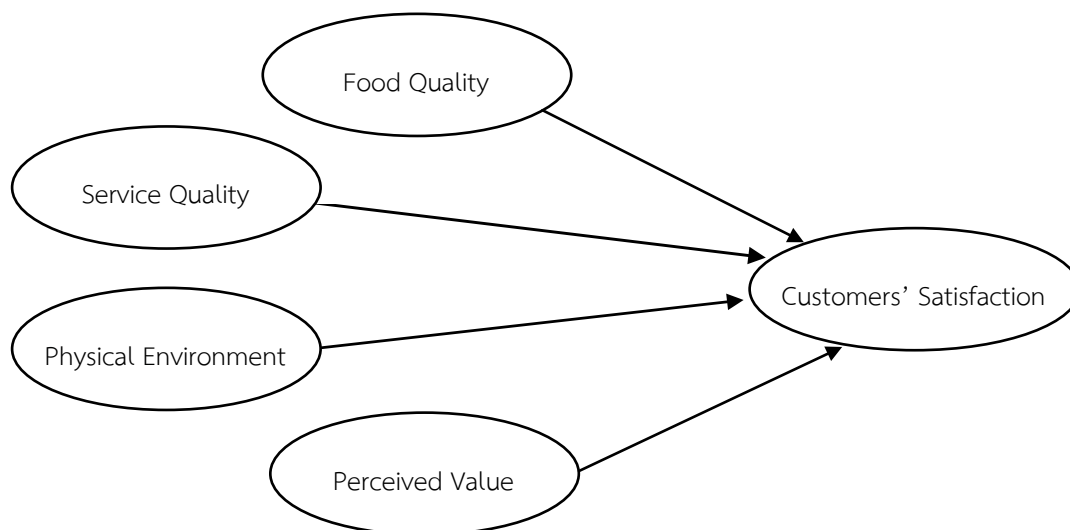 Food Quality
Service Quality
Customers’ Satisfaction
Physical Environment
Perceived Value